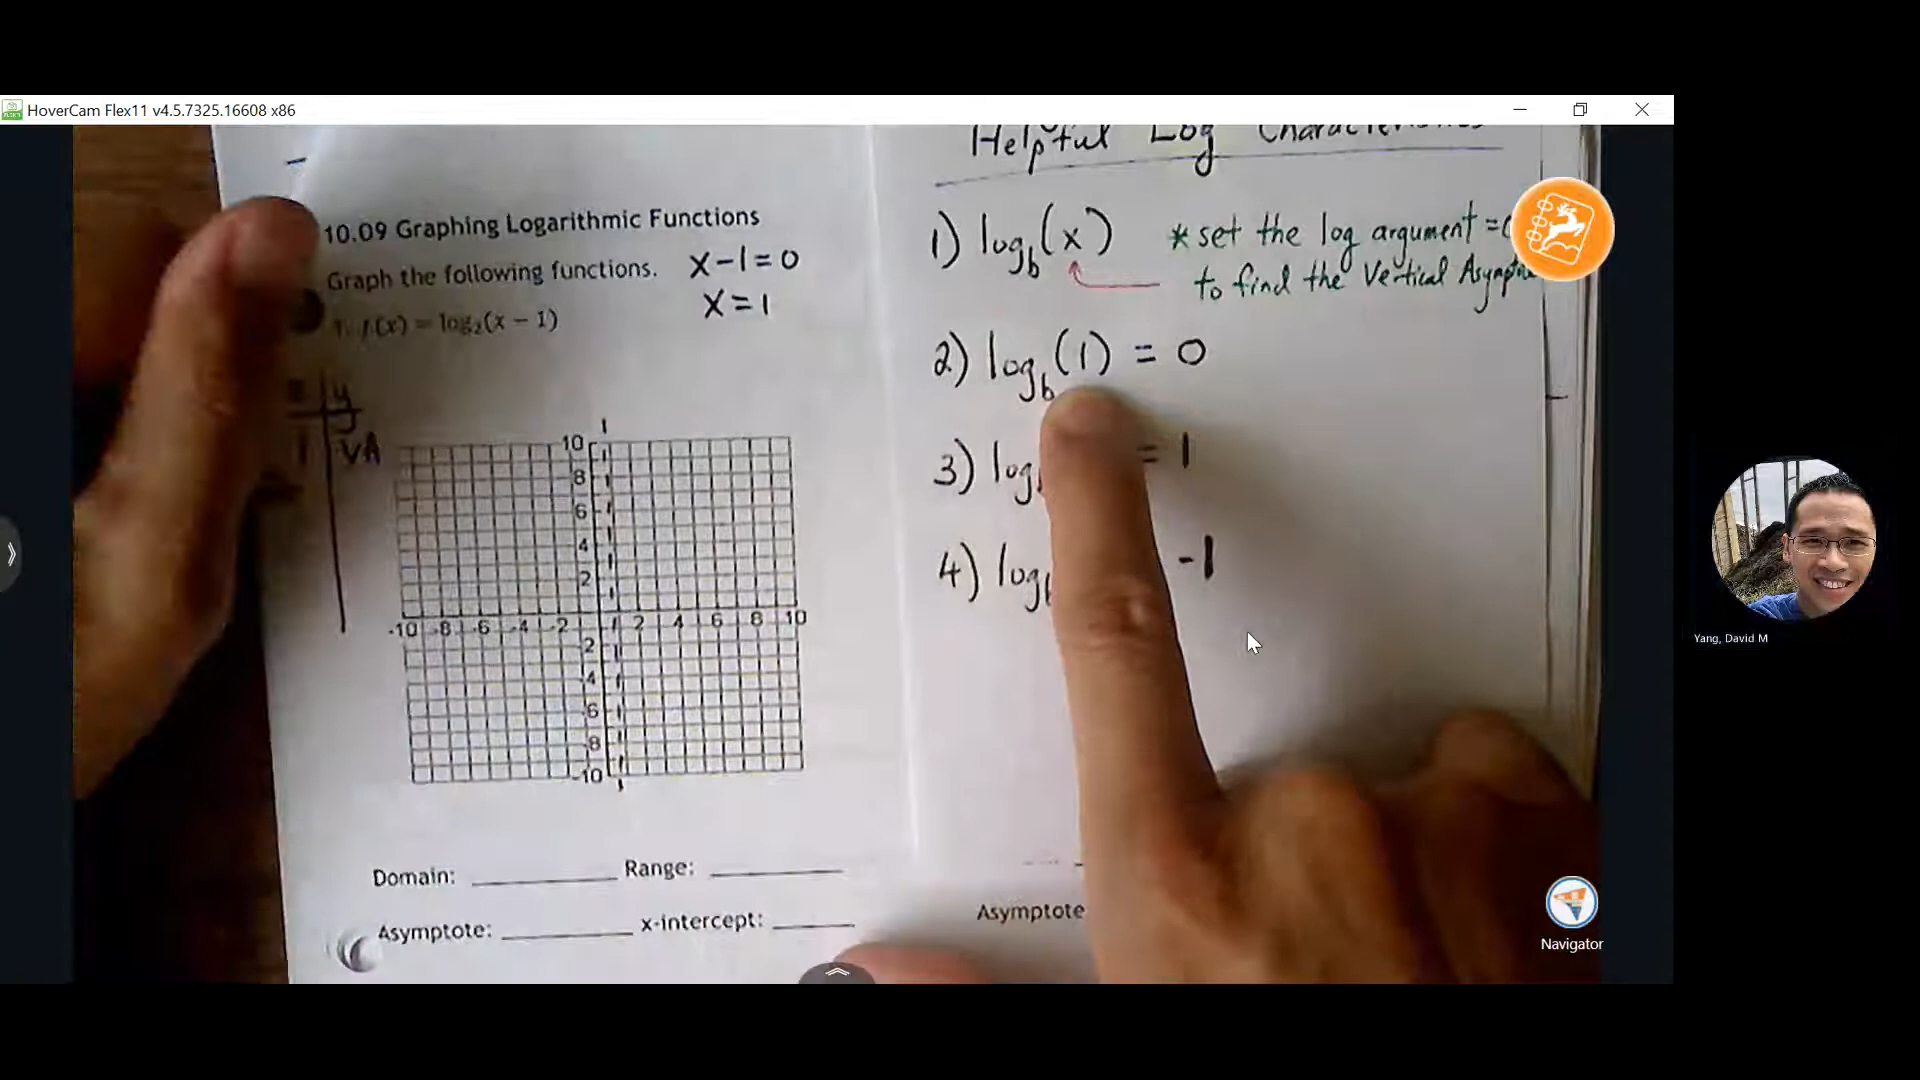 HoverCam Flex11 v4.5.7325.16608 x86
Helpful Log Characteristics
10.09 Graphing Logarithmic Functions
Graph the following functions.
x-1=0
x=1
1. f(x) = log₂(x − 1)
y
1 VA
10
8
6
4
2
-10 -8 -6 -4 -2 2 4 6 8 10
2
4
6
8
-10
Domain: Range:
Asymptote: x-intercept:
1) log_b(x) *set the log argument =
to find the Vertical
2) log_b(1) = 0
3) log = 1
4) log -1
Asymptote
Navigator
Yang, David M